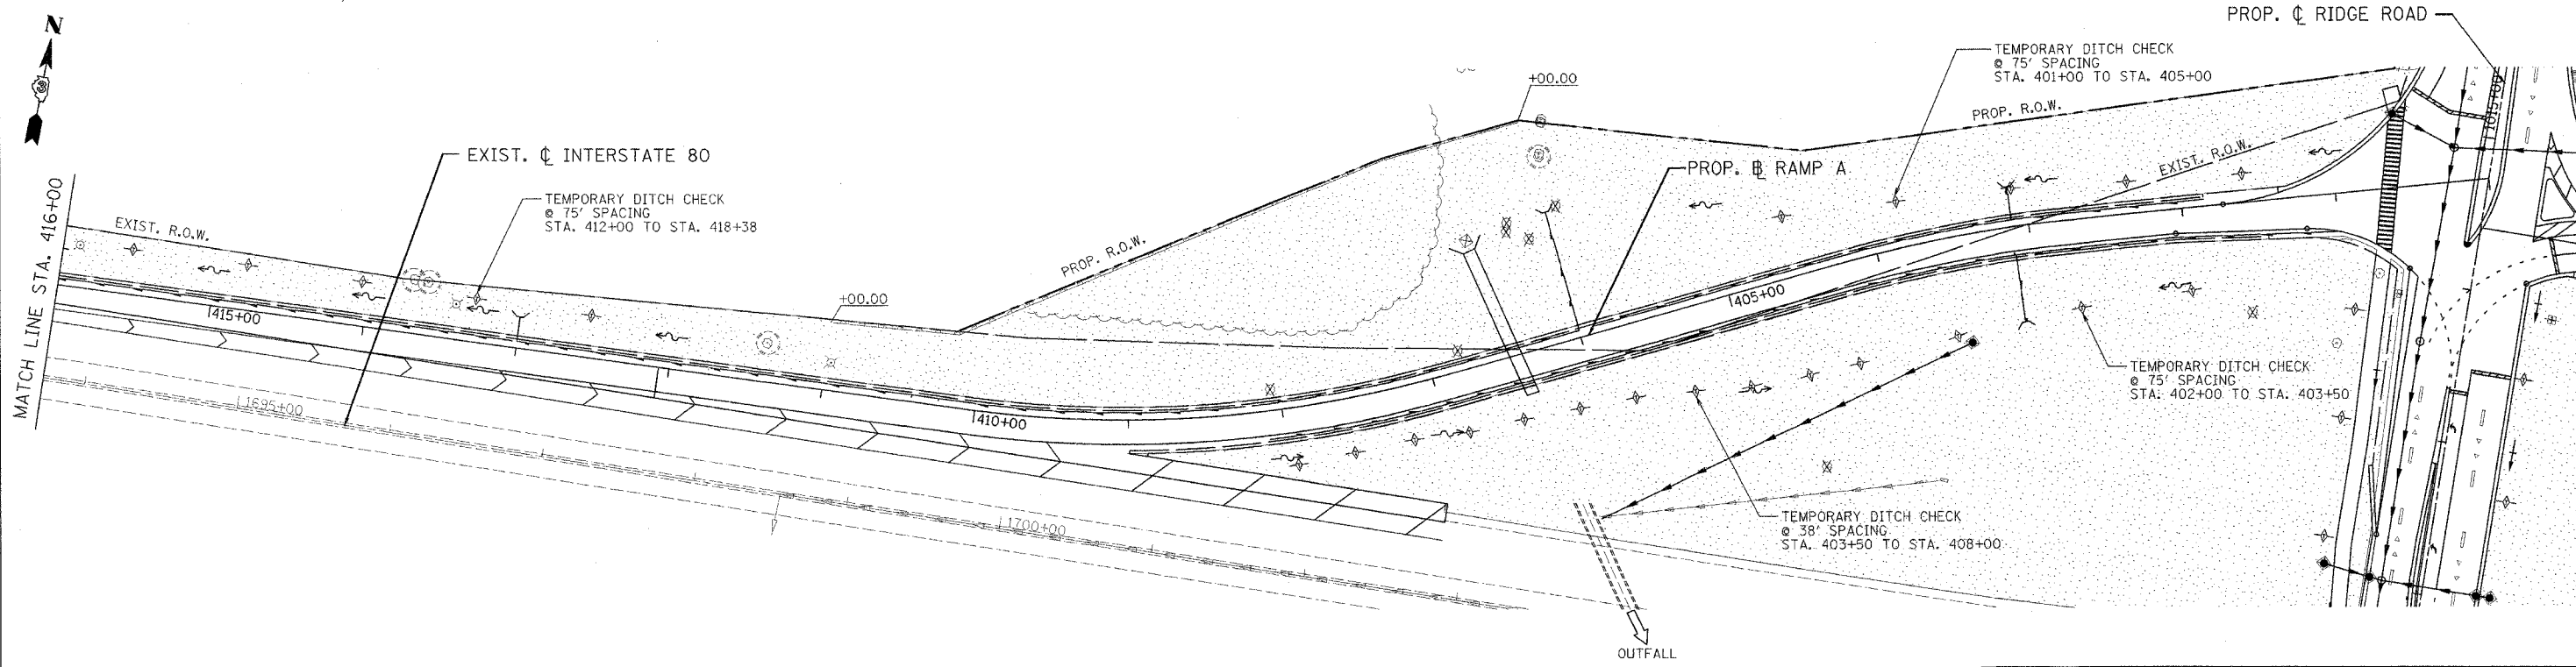 N
PROP. ℄ RIDGE ROAD
+00.00
TEMPORARY DITCH CHECK
@ 75' SPACING
STA. 401+00 TO STA. 405+00
PROP. R.O.W.
EXIST. ℄ INTERSTATE 80
PROP. B̲L RAMP A
EXIST. R.O.W.
TEMPORARY DITCH CHECK
@ 75' SPACING
STA. 412+00 TO STA. 418+38
EXIST. R.O.W.
MATCH LINE STA. 416+00
PROP. R.O.W.
+00.00
405+00
415+00
410+00
TEMPORARY DITCH CHECK
@ 75' SPACING
STA. 402+00 TO STA. 403+50
1695+00
1700+00
TEMPORARY DITCH CHECK
@ 38' SPACING
STA. 403+50 TO STA. 408+00
OUTFALL